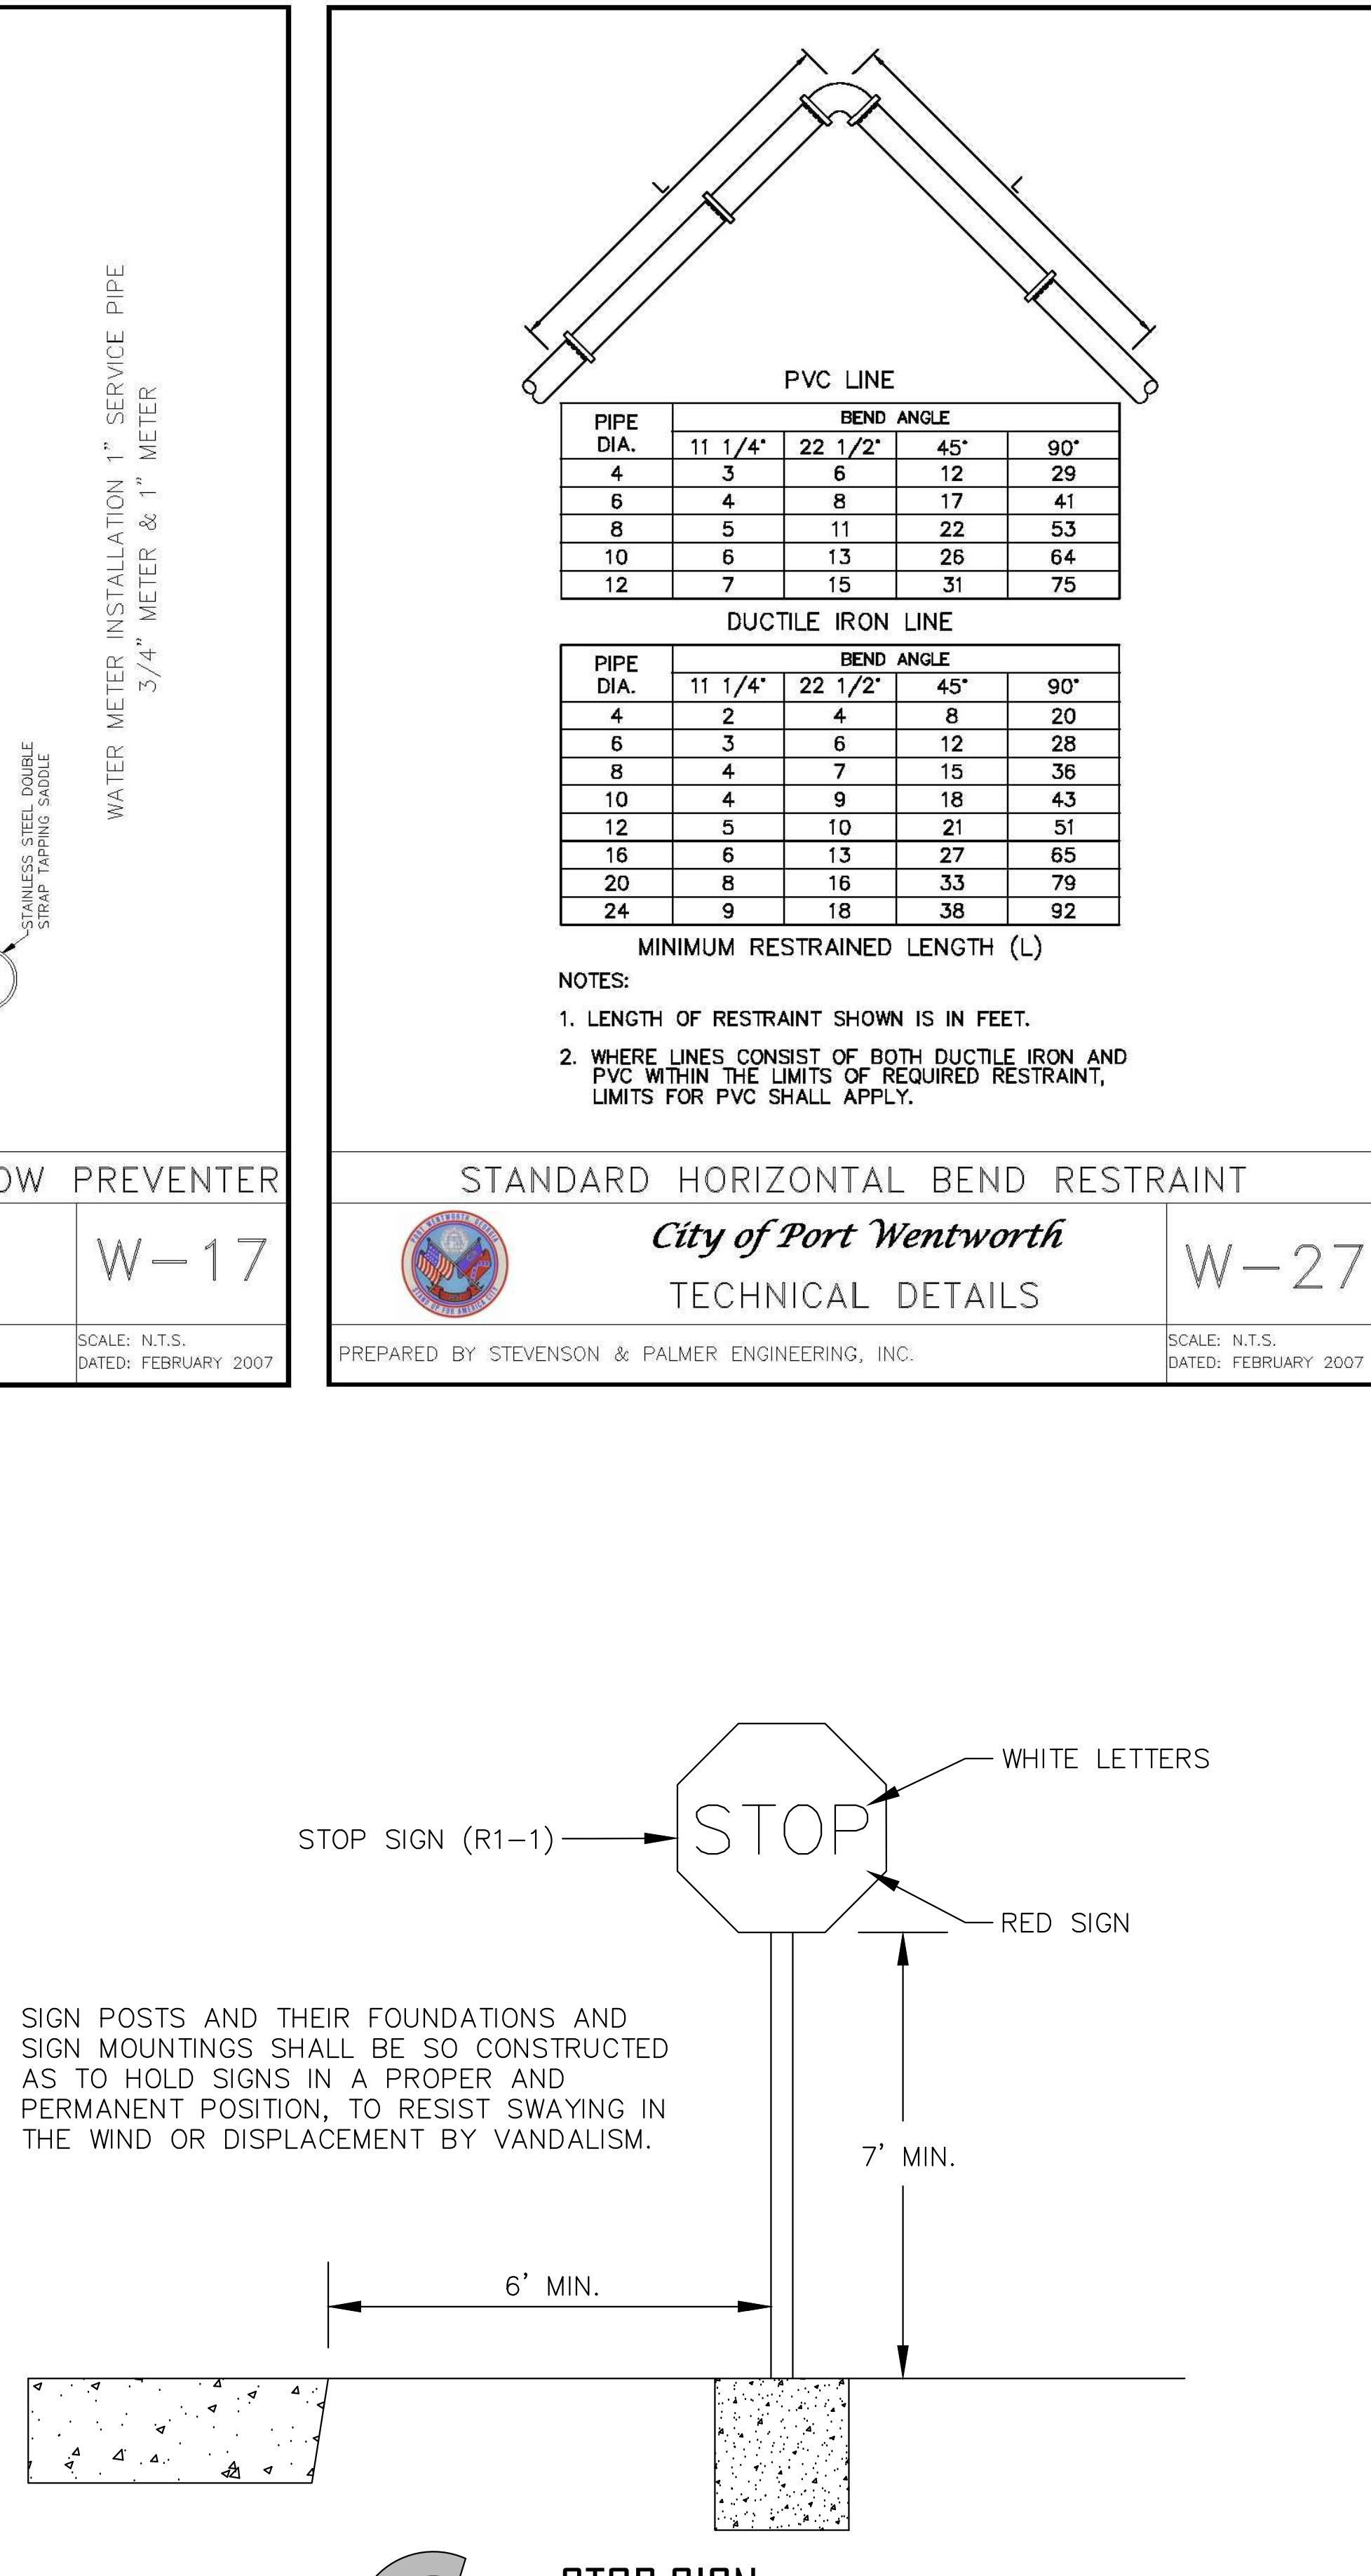 WATER METER INSTALLATION 1" SERVICE PIPE
3/4" METER & 1" METER
STAINLESS STEEL DOUBLE
STRAP TAPPING SADDLE
OW PREVENTER
W-17
SCALE: N.T.S.
DATED: FEBRUARY 2007
L
L
PVC LINE
PIPE DIA. BEND ANGLE
11 1/4° 22 1/2° 45° 90°
4 3 6 12 29
6 4 8 17 41
8 5 11 22 53
10 6 13 26 64
12 7 15 31 75
DUCTILE IRON LINE
PIPE DIA. BEND ANGLE
11 1/4° 22 1/2° 45° 90°
4 2 4 8 20
6 3 6 12 28
8 4 7 15 36
10 4 9 18 43
12 5 10 21 51
16 6 13 27 65
20 8 16 33 79
24 9 18 38 92
MINIMUM RESTRAINED LENGTH (L)
NOTES:
1. LENGTH OF RESTRAINT SHOWN IS IN FEET.
2. WHERE LINES CONSIST OF BOTH DUCTILE IRON AND
PVC WITHIN THE LIMITS OF REQUIRED RESTRAINT,
LIMITS FOR PVC SHALL APPLY.
STANDARD HORIZONTAL BEND RESTRAINT
PORT WENTWORTH, GEORGIA
STAND UP FOR AMERICA CITY
City of Port Wentworth
TECHNICAL DETAILS
W-27
PREPARED BY STEVENSON & PALMER ENGINEERING, INC.
SCALE: N.T.S.
DATED: FEBRUARY 2007
WHITE LETTERS
STOP
STOP SIGN (R1-1)
RED SIGN
SIGN POSTS AND THEIR FOUNDATIONS AND
SIGN MOUNTINGS SHALL BE SO CONSTRUCTED
AS TO HOLD SIGNS IN A PROPER AND
PERMANENT POSITION, TO RESIST SWAYING IN
THE WIND OR DISPLACEMENT BY VANDALISM.
7' MIN.
6' MIN.
STOP SIGN